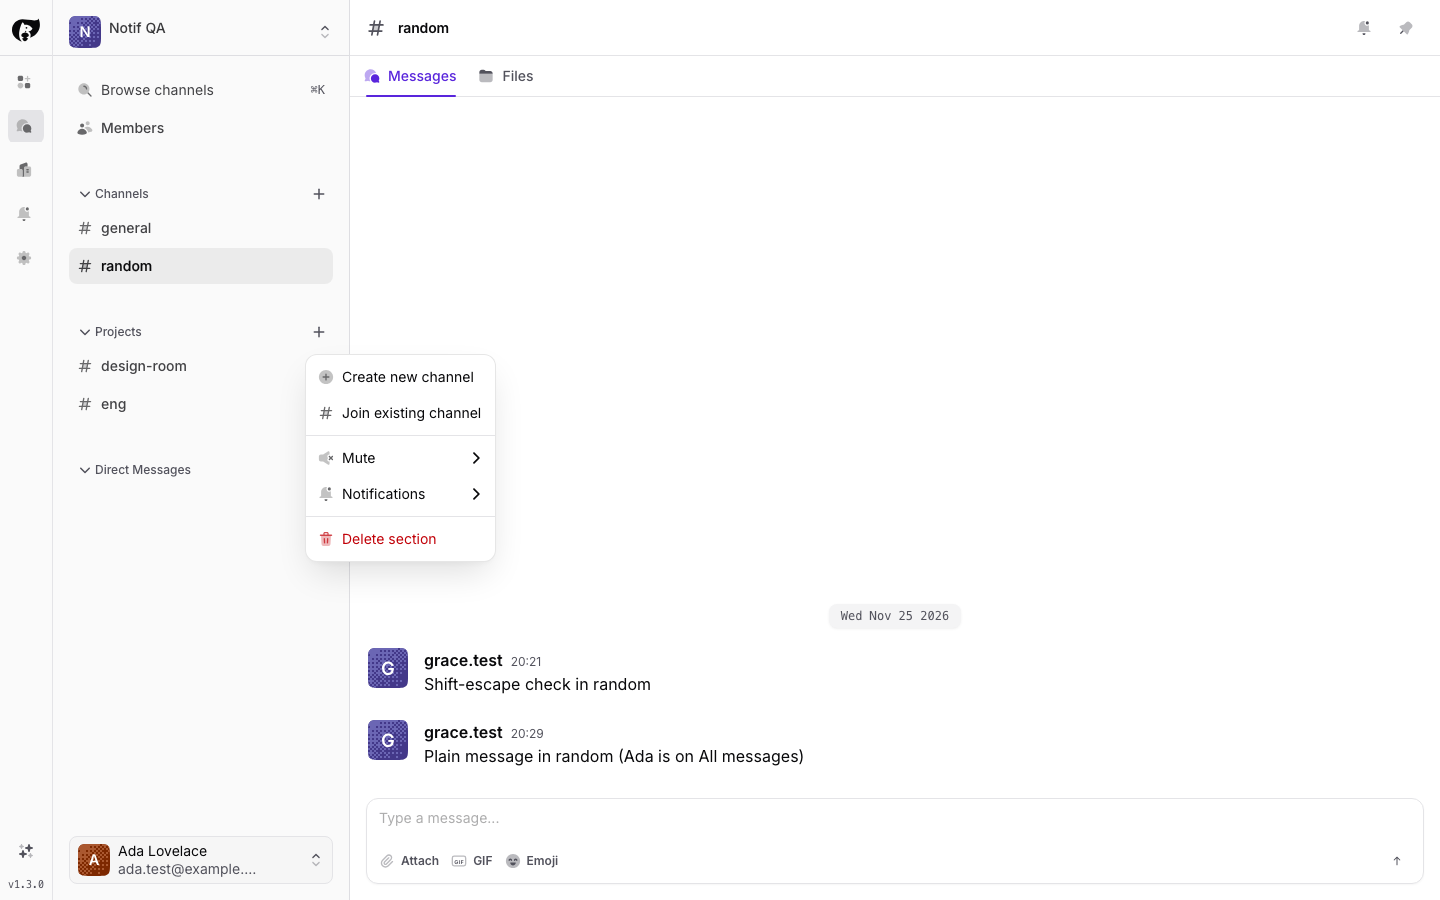 N
Notif QA
Browse channels
⌘K
Members
Channels
general
random
Projects
design-room
eng
Direct Messages
Create new channel
Join existing channel
Mute
Notifications
Delete section
random
Messages
Files
Wed Nov 25 2026
G
grace.test 20:21
Shift-escape check in random
G
grace.test 20:29
Plain message in random (Ada is on All messages)
Type a message...
Attach
GIF
GIF
Emoji
A
Ada Lovelace
ada.test@example....
v1.3.0